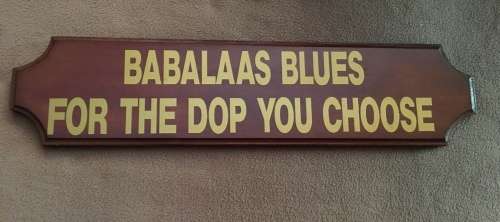 BABALAAS BLUES
FOR THE DOP YOU CHOOSE